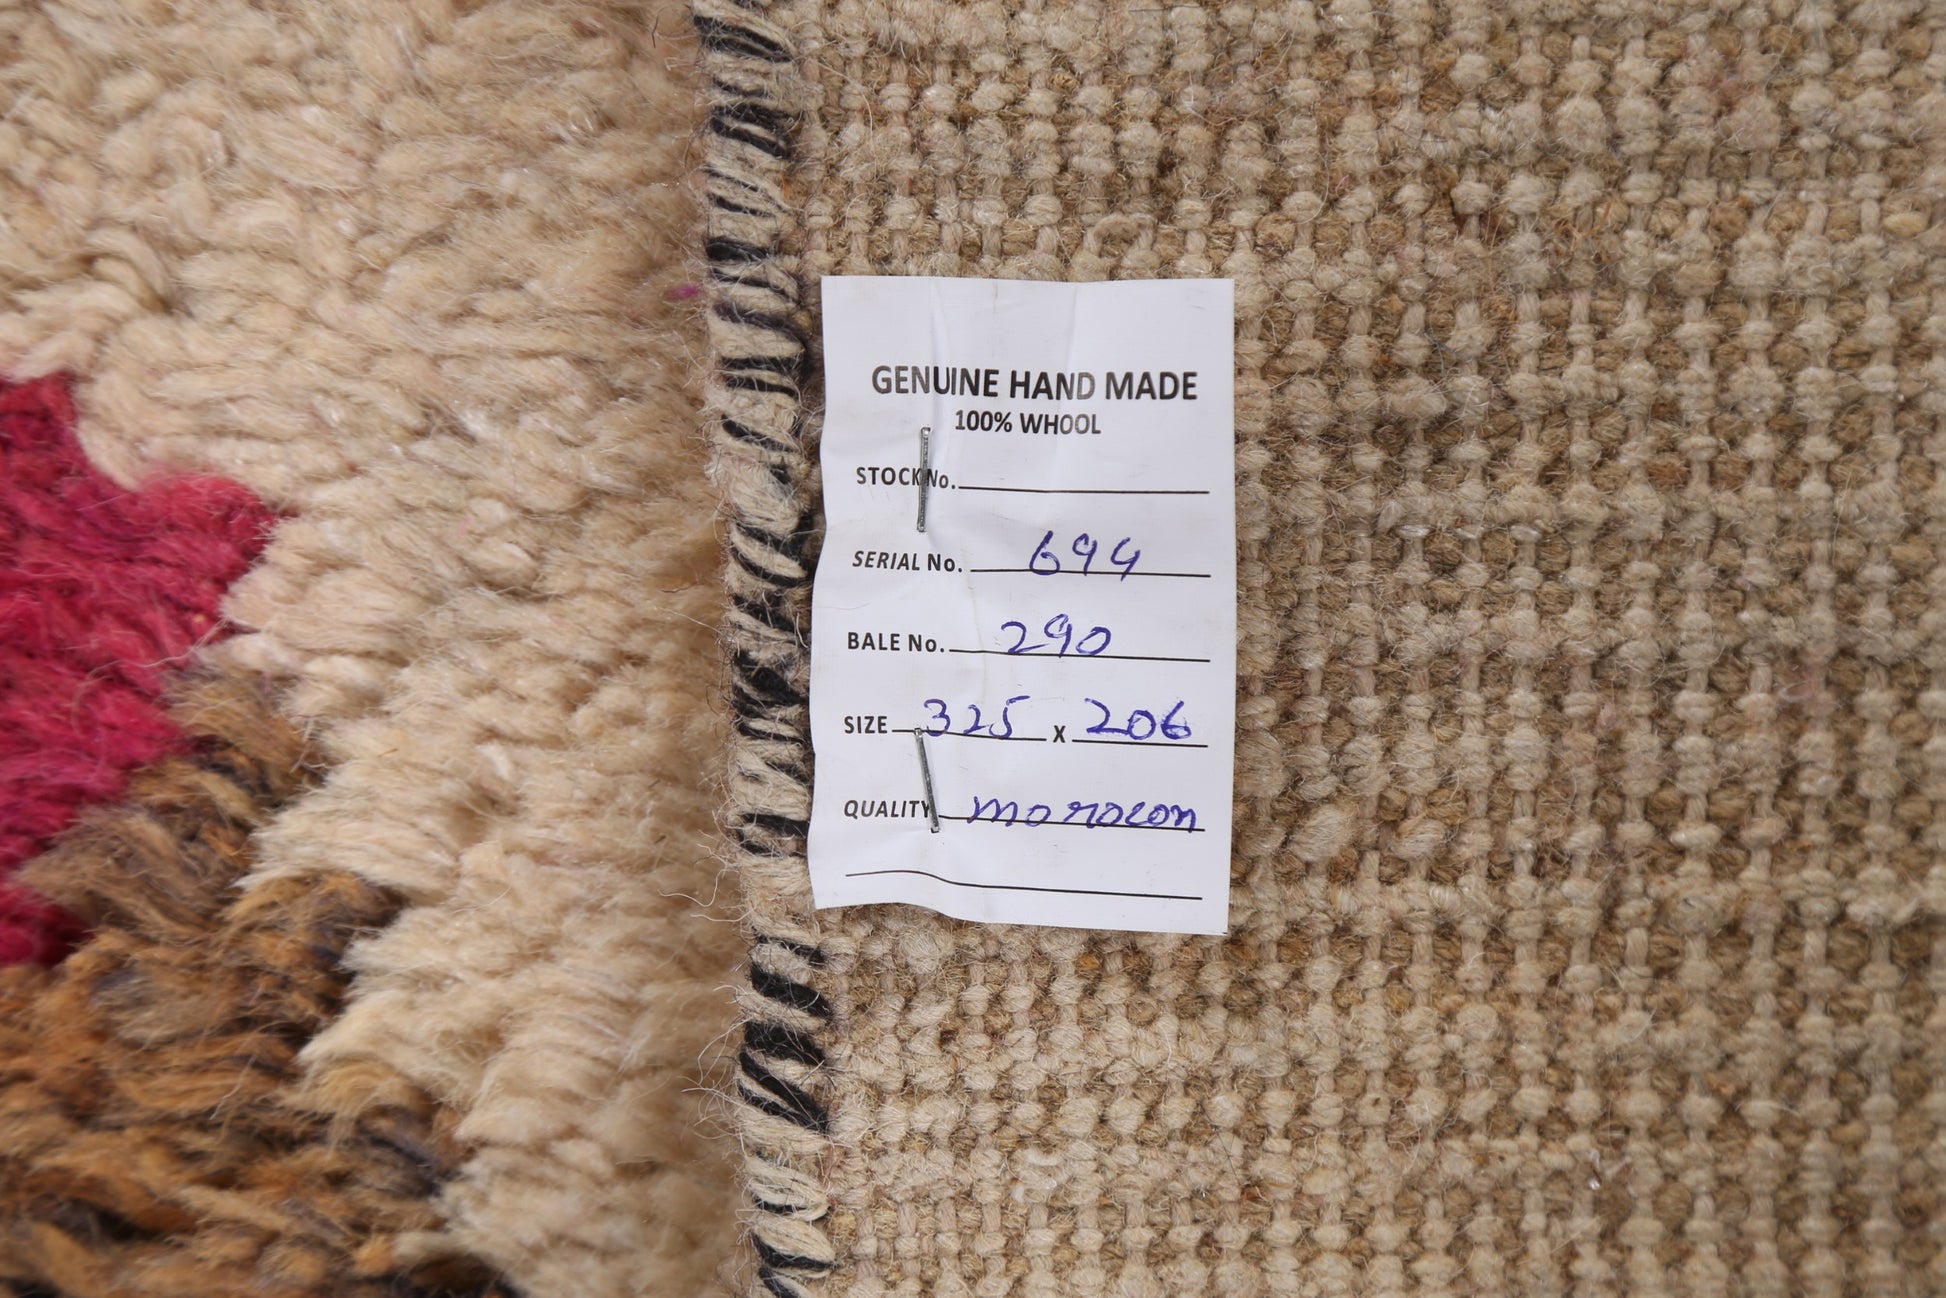 GENUINE HAND MADE
100% WHOOL
STOCK No.
SERIAL No. 694
BALE No. 290
SIZE 325 x 206
QUALITY morocon